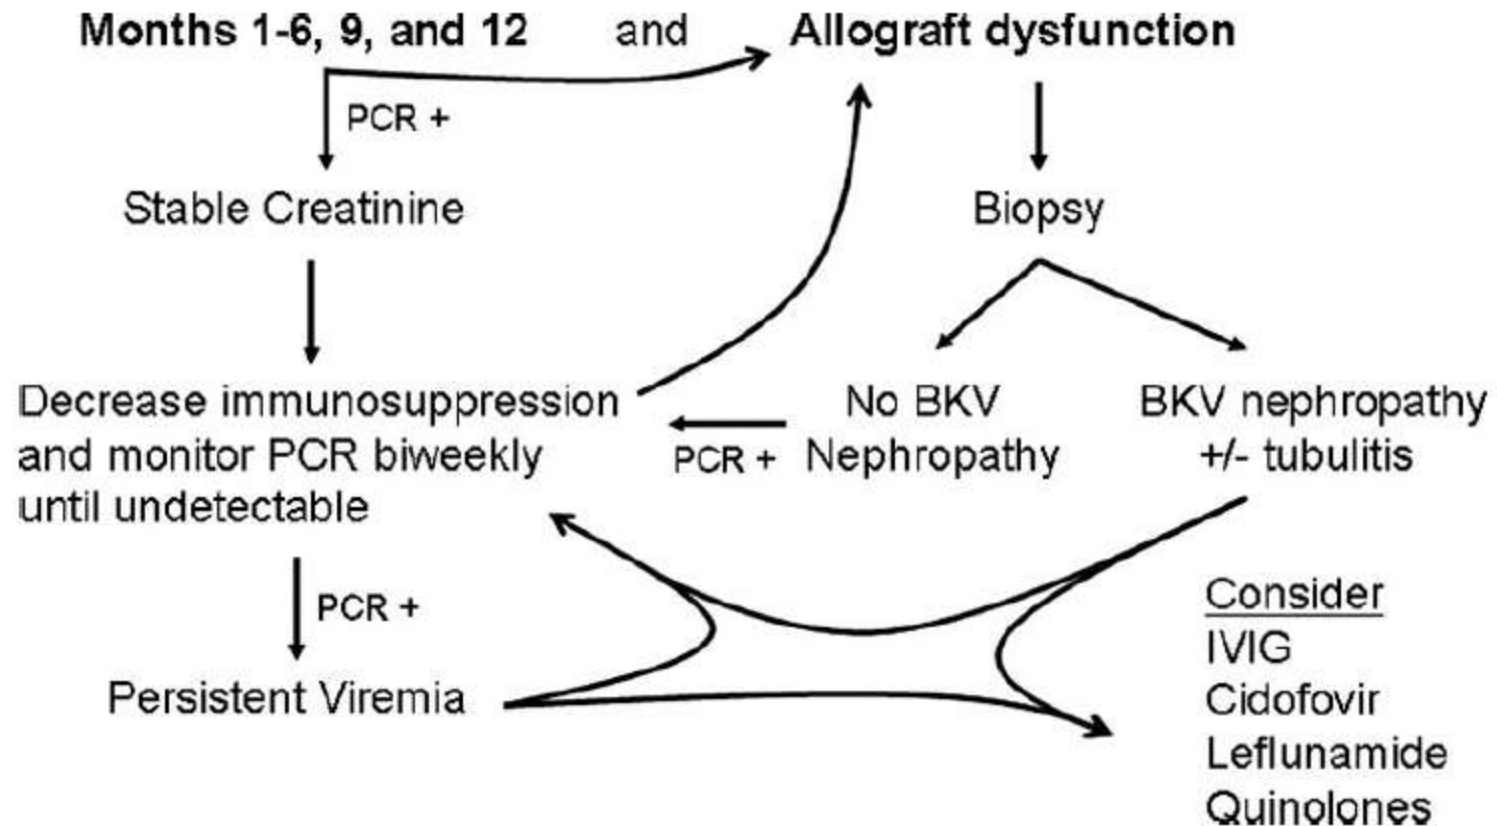 Months 1-6, 9, and 12 and Allograft dysfunction
PCR +
Stable Creatinine
Biopsy
Decrease immunosuppression
and monitor PCR biweekly
until undetectable
PCR +
No BKV
Nephropathy
BKV nephropathy
+/- tubulitis
PCR +
Persistent Viremia
Consider
IVIG
Cidofovir
Leflunamide
Quinolones